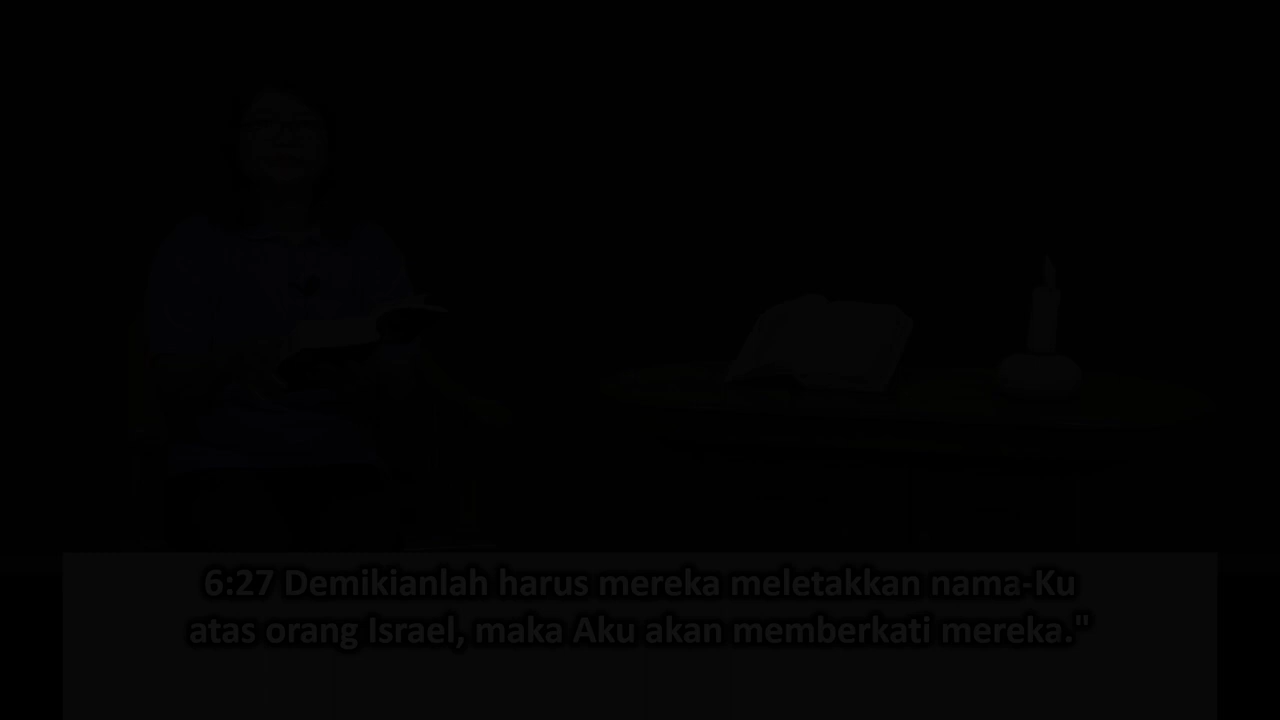 6:27 Demikianlah harus mereka meletakkan nama-Ku
atas orang Israel, maka Aku akan memberkati mereka."